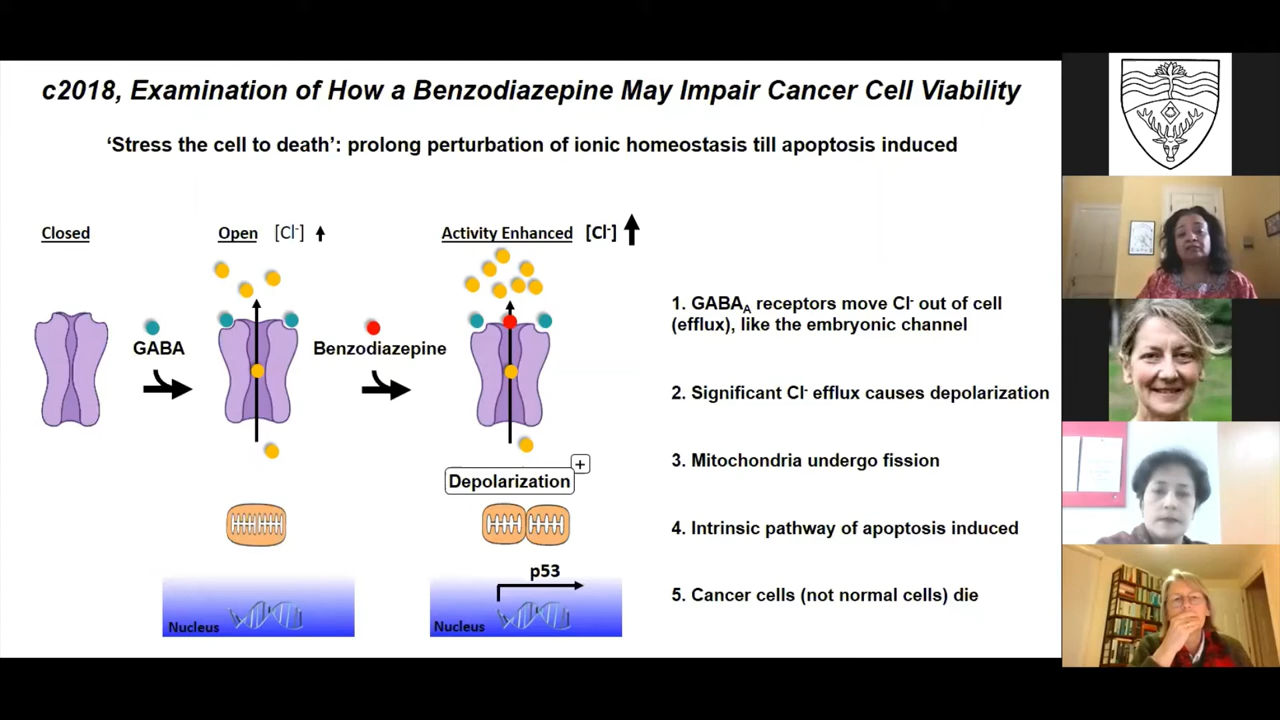 c2018, Examination of How a Benzodiazepine May Impair Cancer Cell Viability
‘Stress the cell to death’: prolong perturbation of ionic homeostasis till apoptosis induced
Closed
Open [Cl-]
Activity Enhanced [Cl-]
GABA
Benzodiazepine
Depolarization
+
p53
Nucleus
Nucleus
1. GABAA receptors move Cl- out of cell
(efflux), like the embryonic channel
2. Significant Cl- efflux causes depolarization
3. Mitochondria undergo fission
4. Intrinsic pathway of apoptosis induced
5. Cancer cells (not normal cells) die